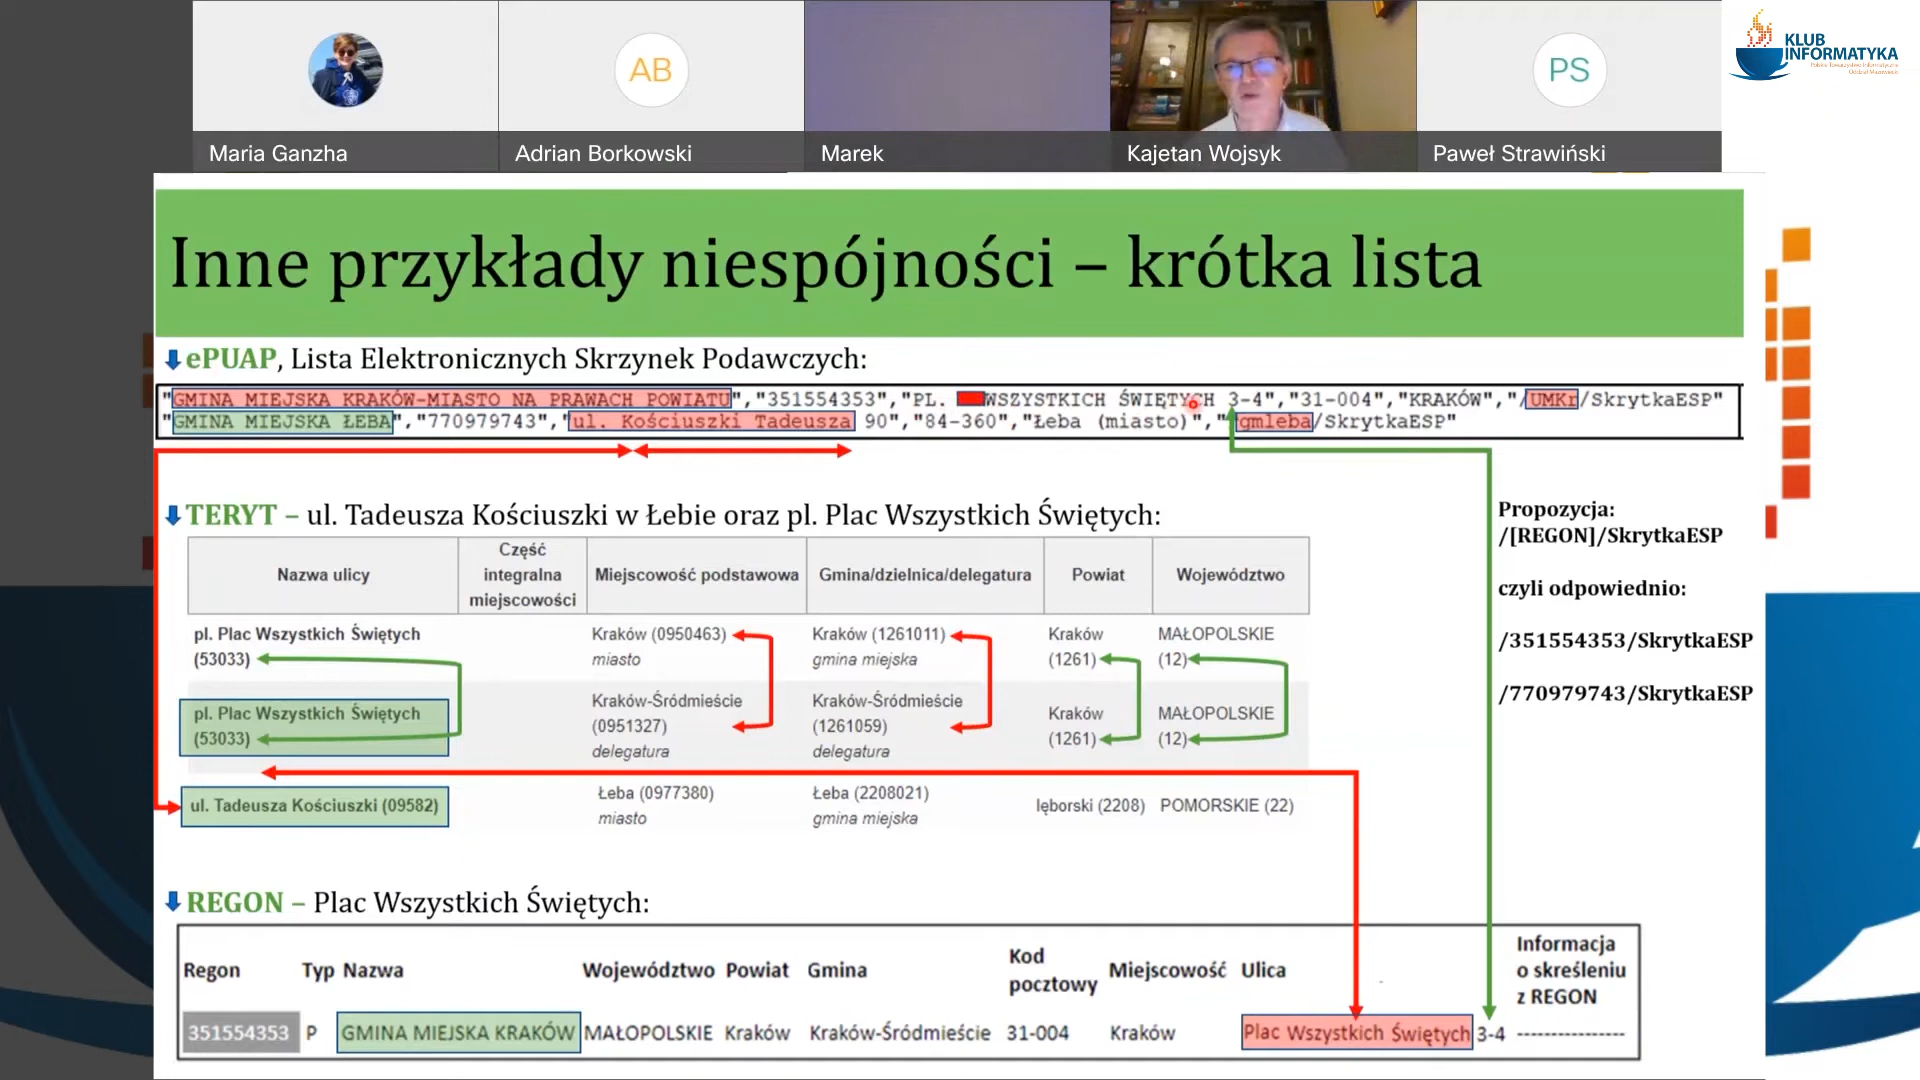 AB
PS
KLUB
INFORMATYKA
Polskie Towarzystwo Informatyczne
Oddział Mazowiecki
Maria Ganzha
Adrian Borkowski
Marek
Kajetan Wojsyk
Paweł Strawiński
Inne przykłady niespójności – krótka lista
ePUAP, Lista Elektronicznych Skrzynek Podawczych:
"GMINA MIEJSKA KRAKÓW-MIASTO NA PRAWACH POWIATU","351554353","PL. WSZYSTKICH ŚWIĘTYCH 3-4","31-004","KRAKÓW","/UMKr/SkrytkaESP"
"GMINA MIEJSKA ŁEBA","770979743","ul. Kościuszki Tadeusza 90","84-360","Łeba (miasto)","/gmleba/SkrytkaESP"
TERYT – ul. Tadeusza Kościuszki w Łebie oraz pl. Plac Wszystkich Świętych:
Propozycja:
/[REGON]/SkrytkaESP
czyli odpowiednio:
/351554353/SkrytkaESP
/770979743/SkrytkaESP
Nazwa ulicy
Część
integralna
miejscowości
Miejscowość podstawowa
Gmina/dzielnica/delegatura
Powiat
Województwo
pl. Plac Wszystkich Świętych
(53033)
Kraków (0950463)
miasto
Kraków (1261011)
gmina miejska
Kraków
(1261)
MAŁOPOLSKIE
(12)
pl. Plac Wszystkich Świętych
(53033)
Kraków-Śródmieście
(0951327)
delegatura
Kraków-Śródmieście
(1261059)
delegatura
Kraków
(1261)
MAŁOPOLSKIE
(12)
ul. Tadeusza Kościuszki (09582)
Łeba (0977380)
miasto
Łeba (2208021)
gmina miejska
lęborski (2208)
POMORSKIE (22)
REGON – Plac Wszystkich Świętych:
Regon
Typ
Nazwa
Województwo
Powiat
Gmina
Kod
pocztowy
Miejscowość
Ulica
Informacja
o skreśleniu
z REGON
351554353 P GMINA MIEJSKA KRAKÓW MAŁOPOLSKIE Kraków Kraków-Śródmieście 31-004 Kraków Plac Wszystkich Świętych 3-4 ----------------